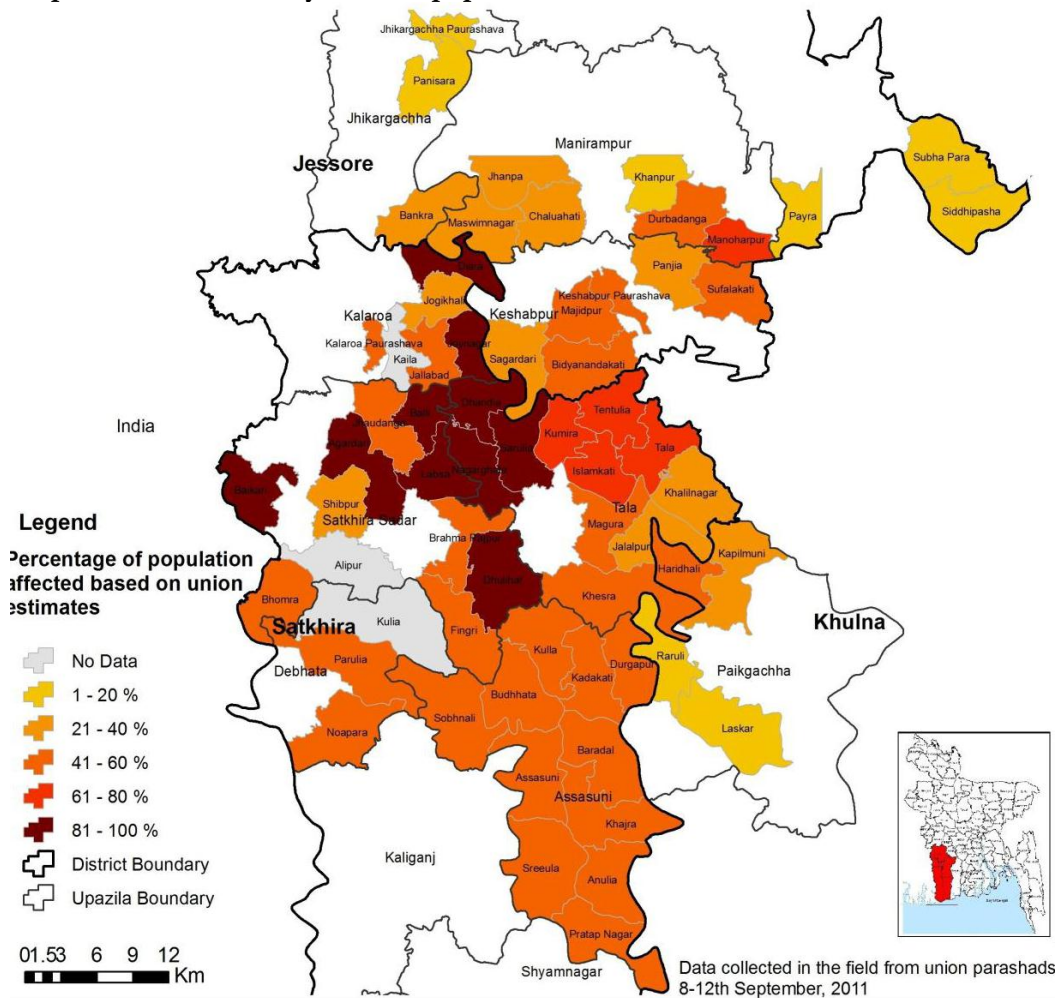 Jhikargachha Paurashava
Panisara
Jhikargachha
Manirampur
Subha Para
Jessore
Jhanpa
Khanpur
Siddhipasha
Bankra
Maswimnagar
Chaluahati
Durbadanga
Payra
Manoharpur
Panjia
Sufalakati
Jogikhali
Keshabpur Paurashava
Kalaroa
Keshabpur
Majidpur
Kalaroa Paurashava
Kaila
Sagardari
Jallabad
Bidyanandakati
Dhandia
Tentulia
India
Kumira
Tala
Islamkati
Labsa
Shibpur
Khalilnagar
Satkhira Sadar
Magura
Tala
Jalalpur
Kapilmuni
Alipur
Haridhali
Bhomra
Khesra
Kulia
Fingri
Satkhira
Khulna
Parulia
Debhata
Kulla
Durgapur
Raruli
Paikgachha
Kadakati
Budhhata
Noapara
Sobhnali
Laskar
Baradal
Assasuni
Assasuni
Khajra
Kaliganj
Sreeula
Anulia
Pratap Nagar
Shyamnagar
Legend
Percentage of population
affected based on union
estimates
No Data
1 - 20 %
21 - 40 %
41 - 60 %
61 - 80 %
81 - 100 %
District Boundary
Upazila Boundary
01.53 6 9 12
Km
Data collected in the field from union parashads
8-12th September, 2011